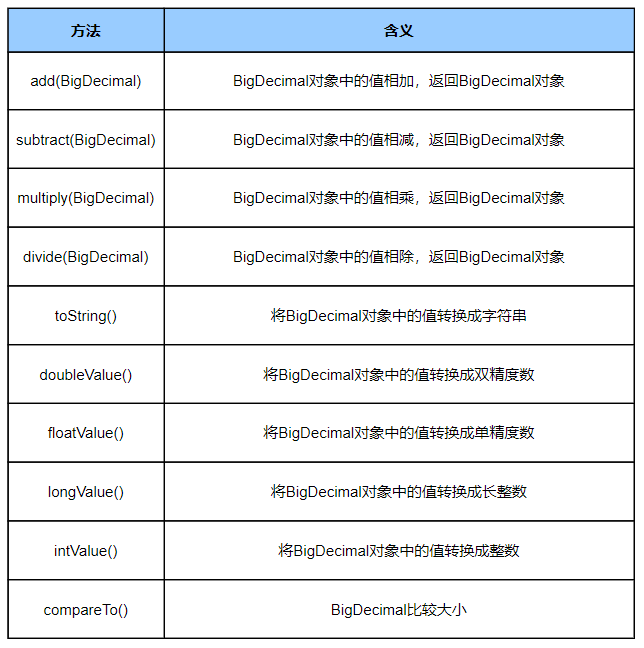 方法 含义
add(BigDecimal) BigDecimal对象中的值相加，返回BigDecimal对象
subtract(BigDecimal) BigDecimal对象中的值相减，返回BigDecimal对象
multiply(BigDecimal) BigDecimal对象中的值相乘，返回BigDecimal对象
divide(BigDecimal) BigDecimal对象中的值相除，返回BigDecimal对象
toString() 将BigDecimal对象中的值转换成字符串
doubleValue() 将BigDecimal对象中的值转换成双精度数
floatValue() 将BigDecimal对象中的值转换成单精度数
longValue() 将BigDecimal对象中的值转换成长整数
intValue() 将BigDecimal对象中的值转换成整数
compareTo() BigDecimal比较大小